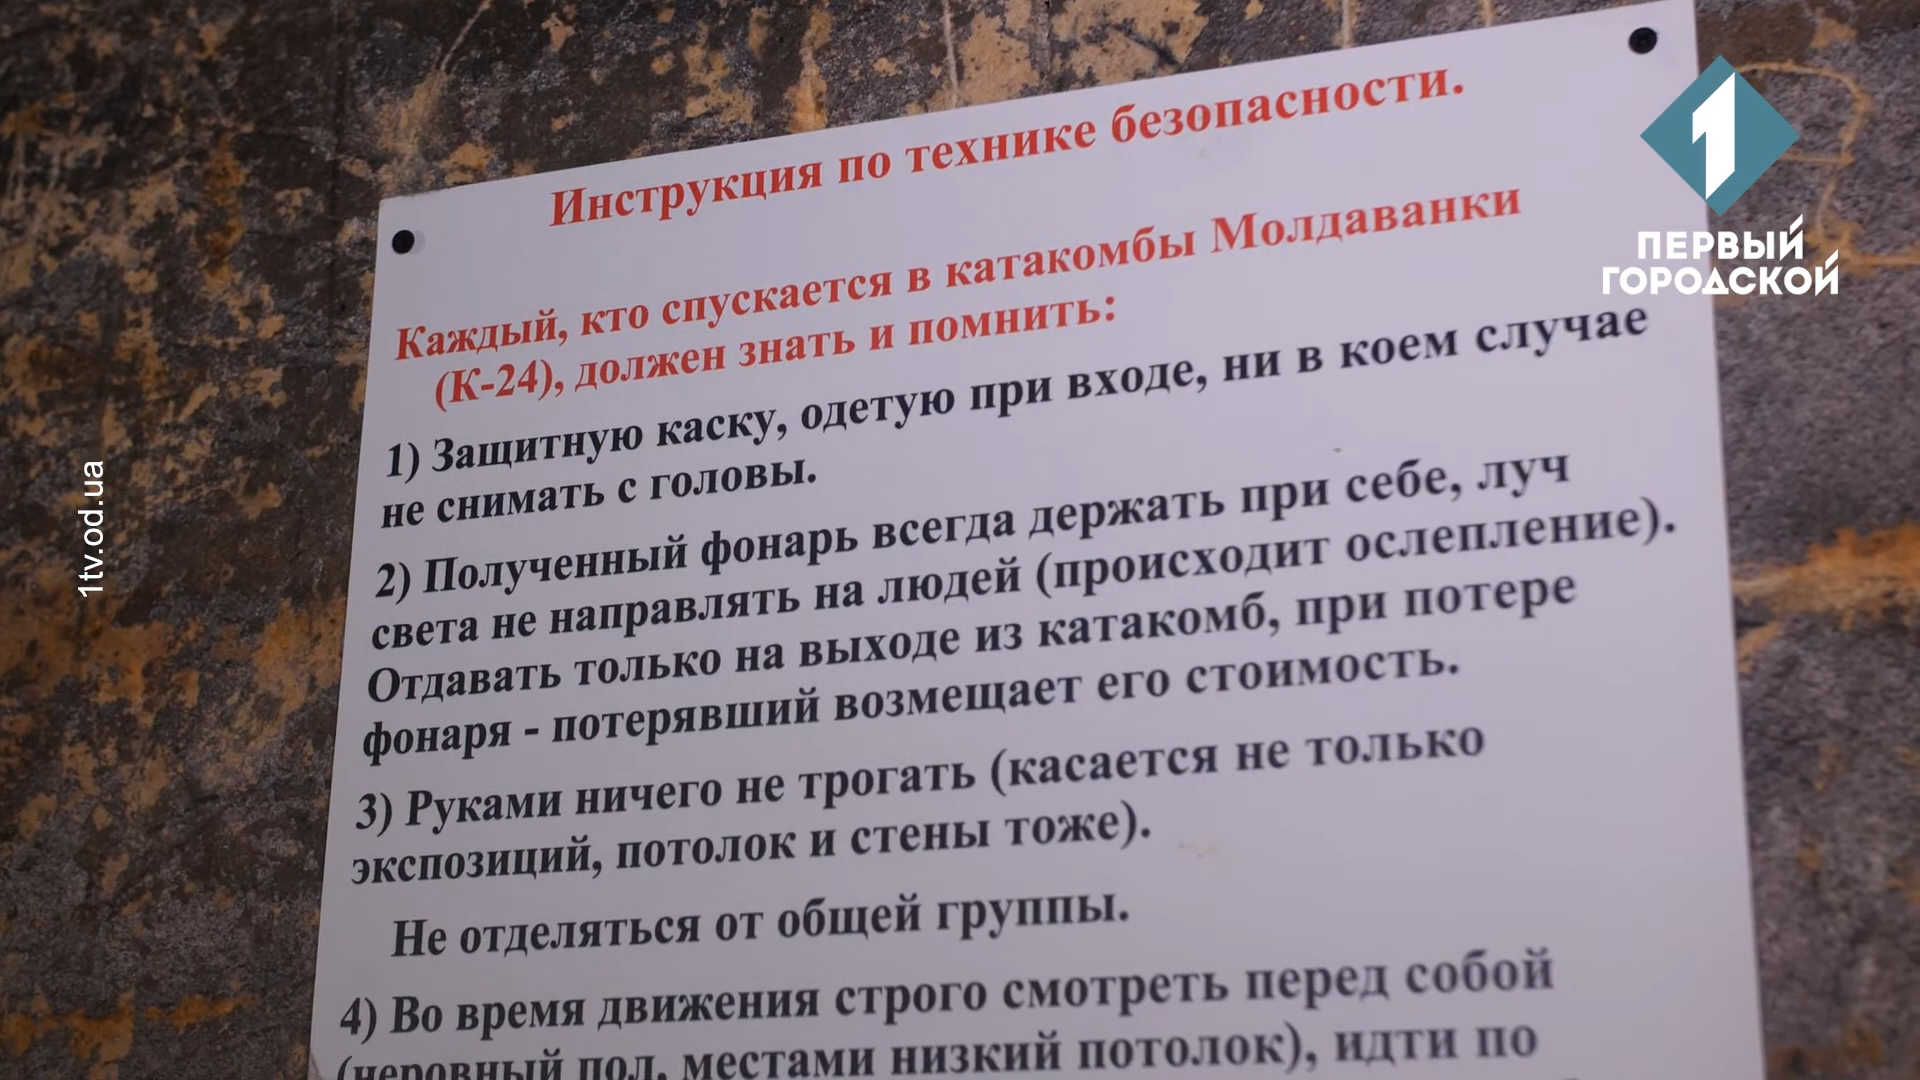 Инструкция по технике безопасности.
Каждый, кто спускается в катакомбы Молдаванки
(К-24), должен знать и помнить:
1) Защитную каску, одетую при входе, ни в коем случае
не снимать с головы.
2) Полученный фонарь всегда держать при себе, луч
света не направлять на людей (происходит ослепление).
Отдавать только на выходе из катакомб, при потере
фонаря - потерявший возмещает его стоимость.
3) Руками ничего не трогать (касается не только
экспозиций, потолок и стены тоже).
Не отделяться от общей группы.
4) Во время движения строго смотреть перед собой
(неровный пол, местами низкий потолок), идти по
1
ПЕРВЫЙ
ГОРОДСКОЙ
1tv.od.ua